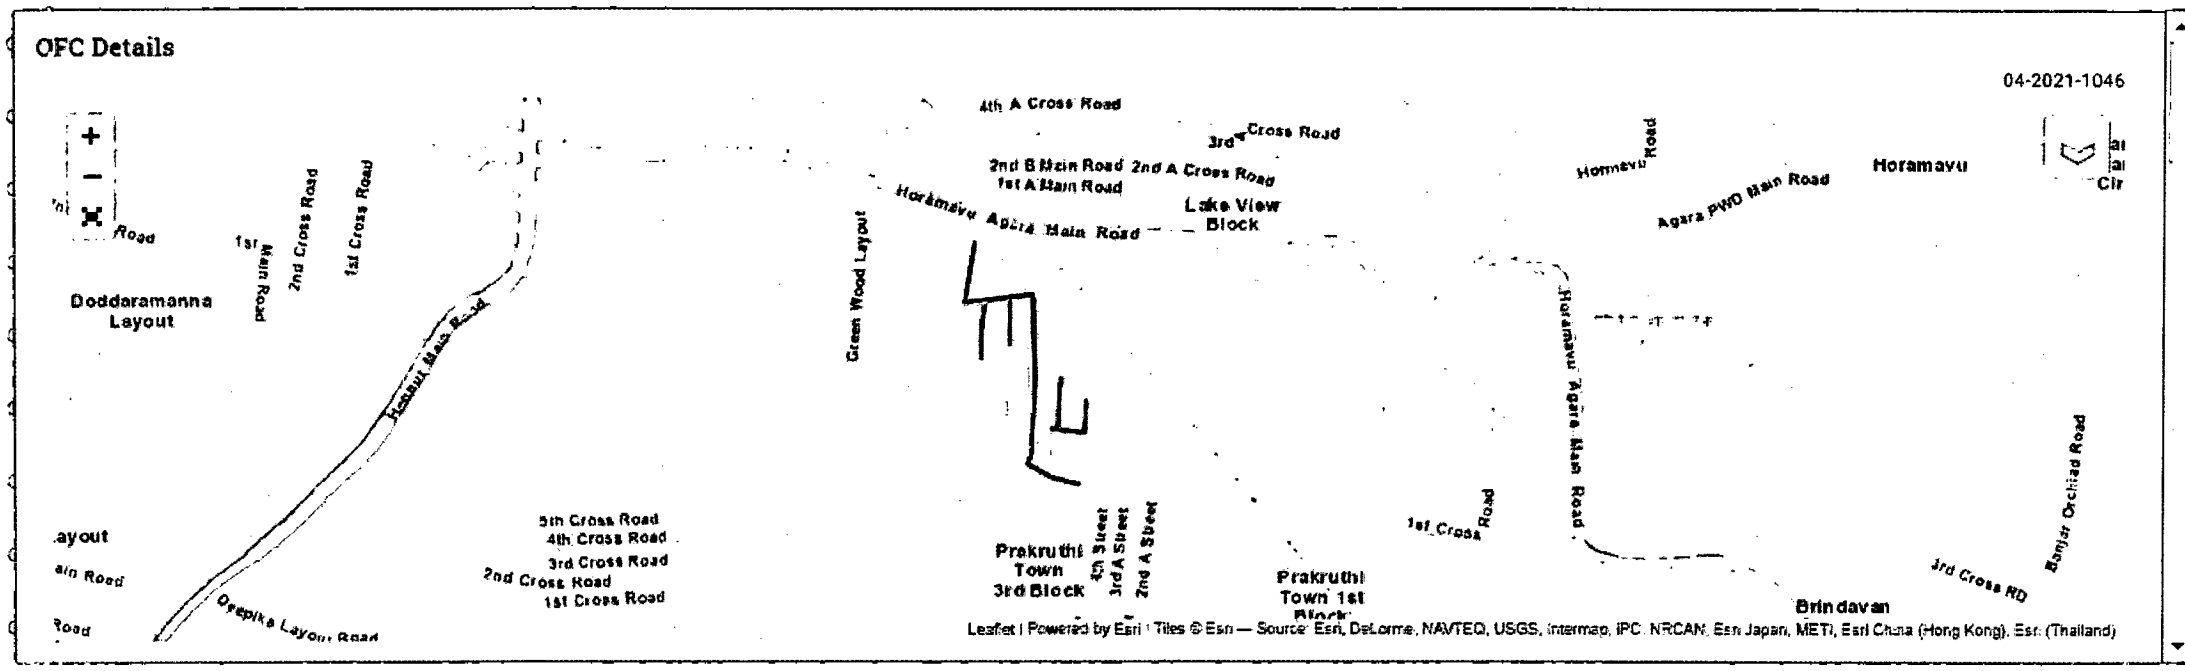 OFC Details
04-2021-1046
4th A Cross Road
3rd Cross Road
2nd B Main Road
2nd A Cross Road
1st A Main Road
Horamavu Agara Main Road
Lake View
Block
Road
Horamavu
Agara PWD Main Road
Cir
Road
1st Main Road
2nd Cross Road
1st Cross Road
Doddaramanna
Layout
Green Wood Layout
Main Road
Horamavu Agara Main Road
Banjar Orchiad Road
5th Cross Road
4th Cross Road
3rd Cross Road
2nd Cross Road
1st Cross Road
ayout
ain Road
Road
Deepika Layout Road
Prakruthi
Town
3rd Block
4th Street
3rd A Street
2nd A Street
Prakruthi
Town 1st
Block
1st Cross Road
3rd Cross RD
Brindavan
Leaflet | Powered by Esri | Tiles © Esri — Source: Esri, DeLorme, NAVTEQ, USGS, Intermap, iPC, NRCAN, Esri Japan, METI, Esri China (Hong Kong), Esri (Thailand)